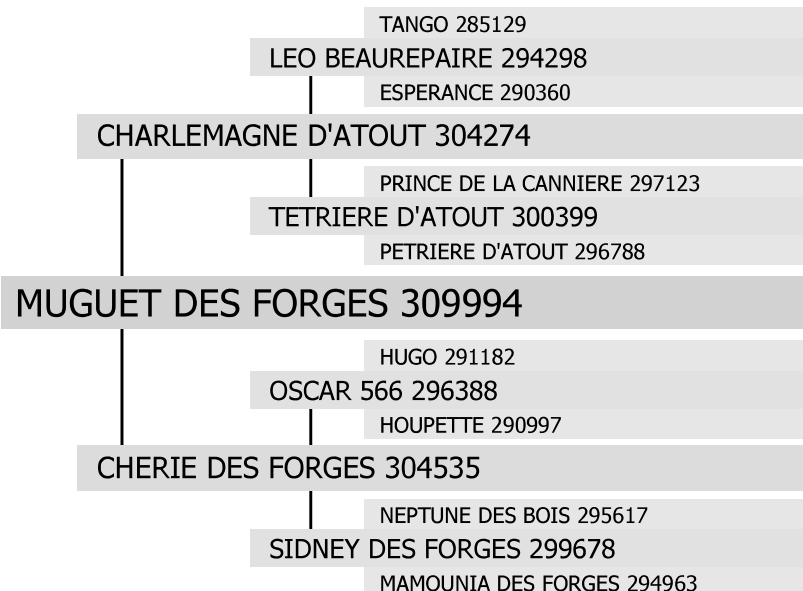 TANGO 285129
LEO BEAUREPAIRE 294298
ESPERANCE 290360
CHARLEMAGNE D'ATOUT 304274
PRINCE DE LA CANNIERE 297123
TETRIERE D'ATOUT 300399
PETRIERE D'ATOUT 296788
MUGUET DES FORGES 309994
HUGO 291182
OSCAR 566 296388
HOUPETTE 290997
CHERIE DES FORGES 304535
NEPTUNE DES BOIS 295617
SIDNEY DES FORGES 299678
MAMOUNIA DES FORGES 294963